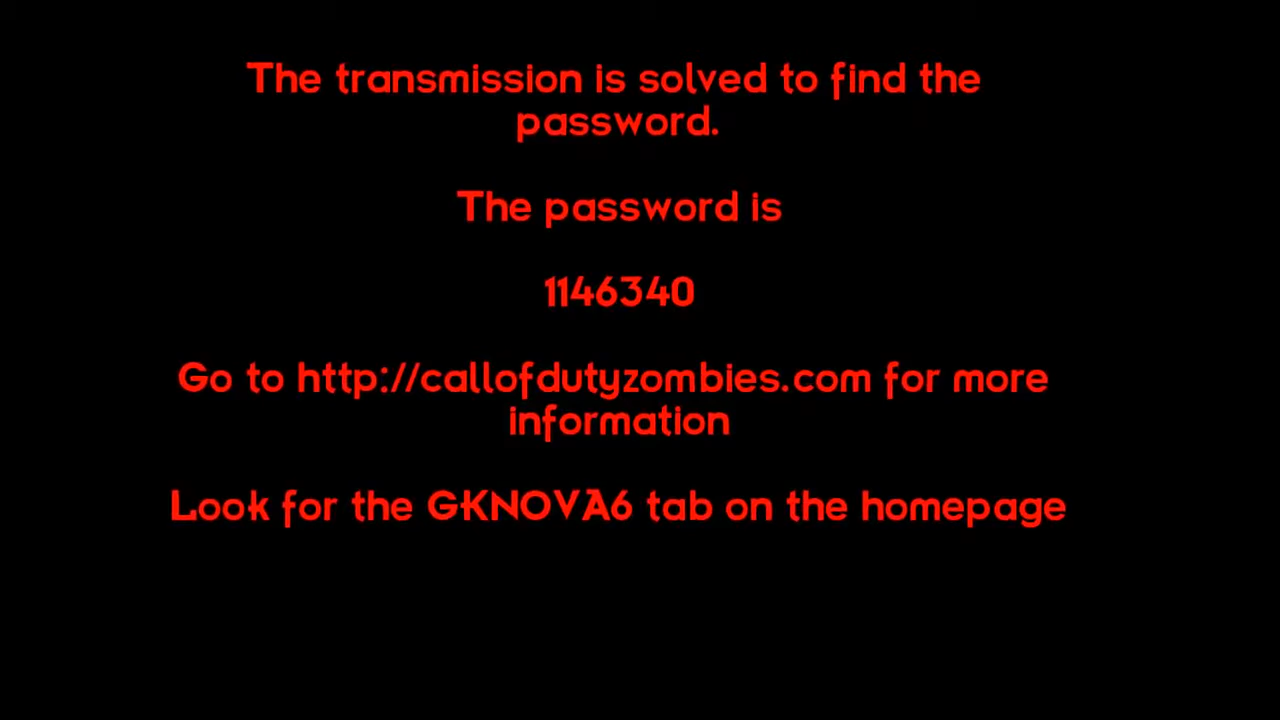 The transmission is solved to find the
password.
The password is
1146340
Go to http://callofdutyzombies.com for more
information
Look for the GKNOVA6 tab on the homepage